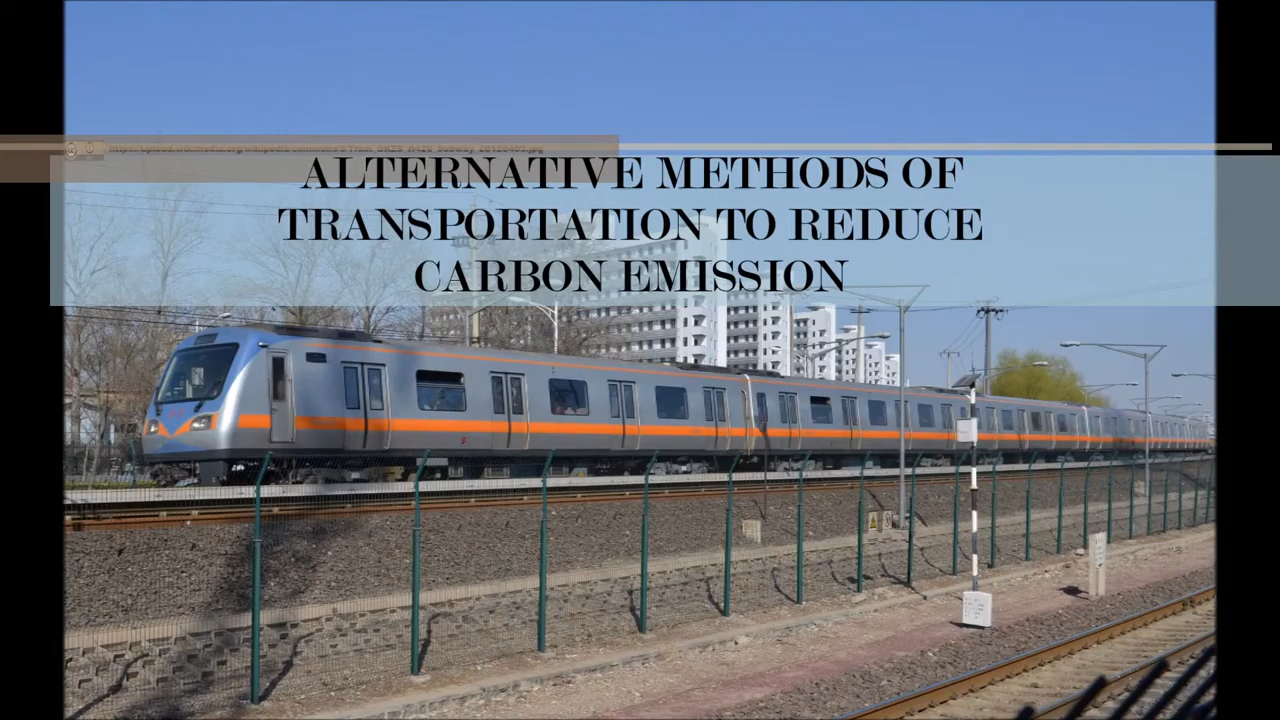 ALTERNATIVE METHODS OF
TRANSPORTATION TO REDUCE
CARBON EMISSION